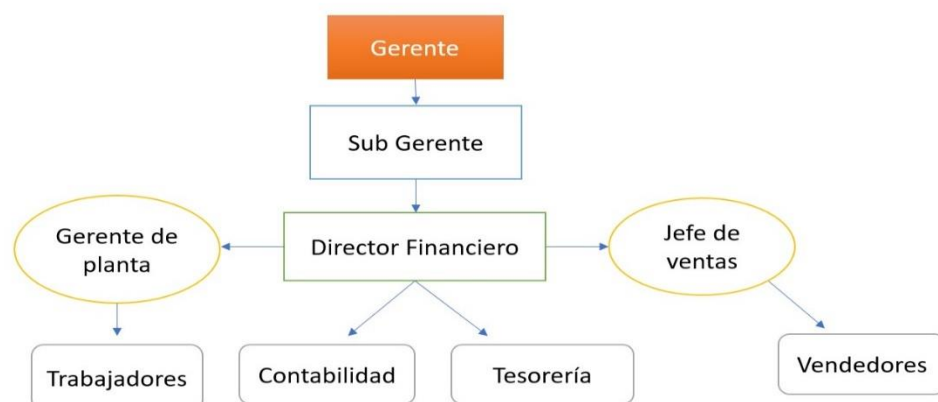 Gerente
Sub Gerente
Gerente de
planta
Director Financiero
Jefe de
ventas
Trabajadores
Contabilidad
Tesorería
Vendedores